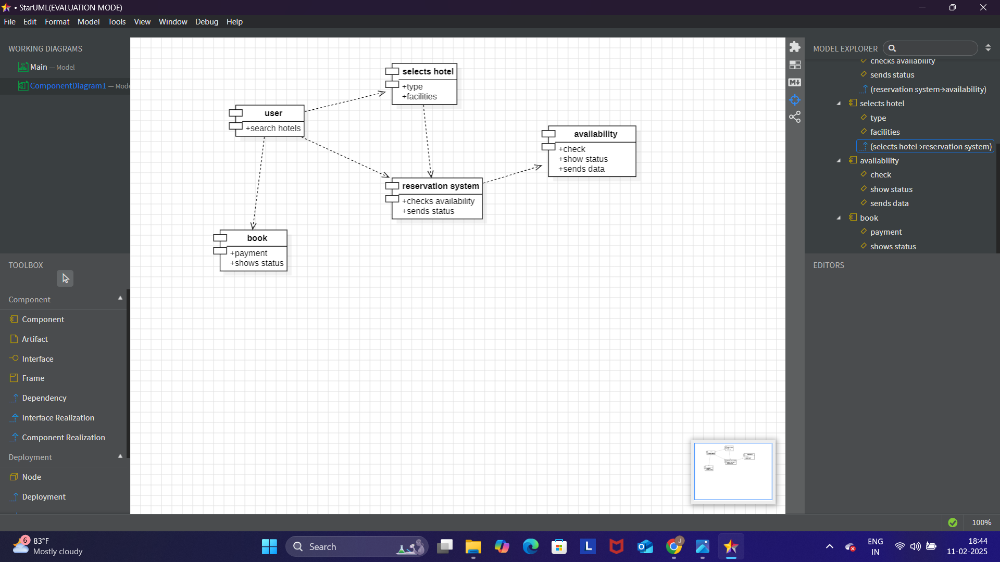 • StarUML(EVALUATION MODE)
File Edit Format Model Tools View Window Debug Help
WORKING DIAGRAMS
Main — Model
ComponentDiagram1 — Mode
TOOLBOX
Component
Component
Artifact
Interface
Frame
Dependency
Interface Realization
Component Realization
Deployment
Node
Deployment
selects hotel
+type
+facilities
user
+search hotels
availability
+check
+show status
+sends data
reservation system
+checks availability
+sends status
book
+payment
+shows status
MODEL EXPLORER
checks availability
sends status
(reservation system→availability)
selects hotel
type
facilities
(selects hotel→reservation system)
availability
check
show status
sends data
book
payment
shows status
EDITORS
100%
6
83°F
Mostly cloudy
Search
L
J
ENG
IN
18:44
11-02-2025